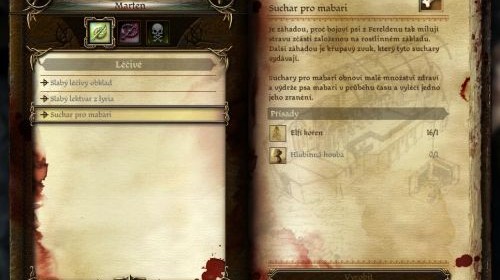 Marten
Léčivé
Slabý léčivý obklad
Slabý lektvar z lyria
Suchar pro mabari
Suchar pro mabari
Je záhadou, proč bojoví psi z Fereldenu tak milují
stravu zčásti založenou na rostlinném základu.
Další záhadou je křupavý zvuk, který tyto suchary
vydávají.
Suchary pro mabari obnoví malé množství zdraví
a výdrže psa mabari v průběhu času a vyléčí jedno
jeho zranění.
Přísady
Elfí kořen 16/1
Hlubinná houba 0/1
Vyrobit